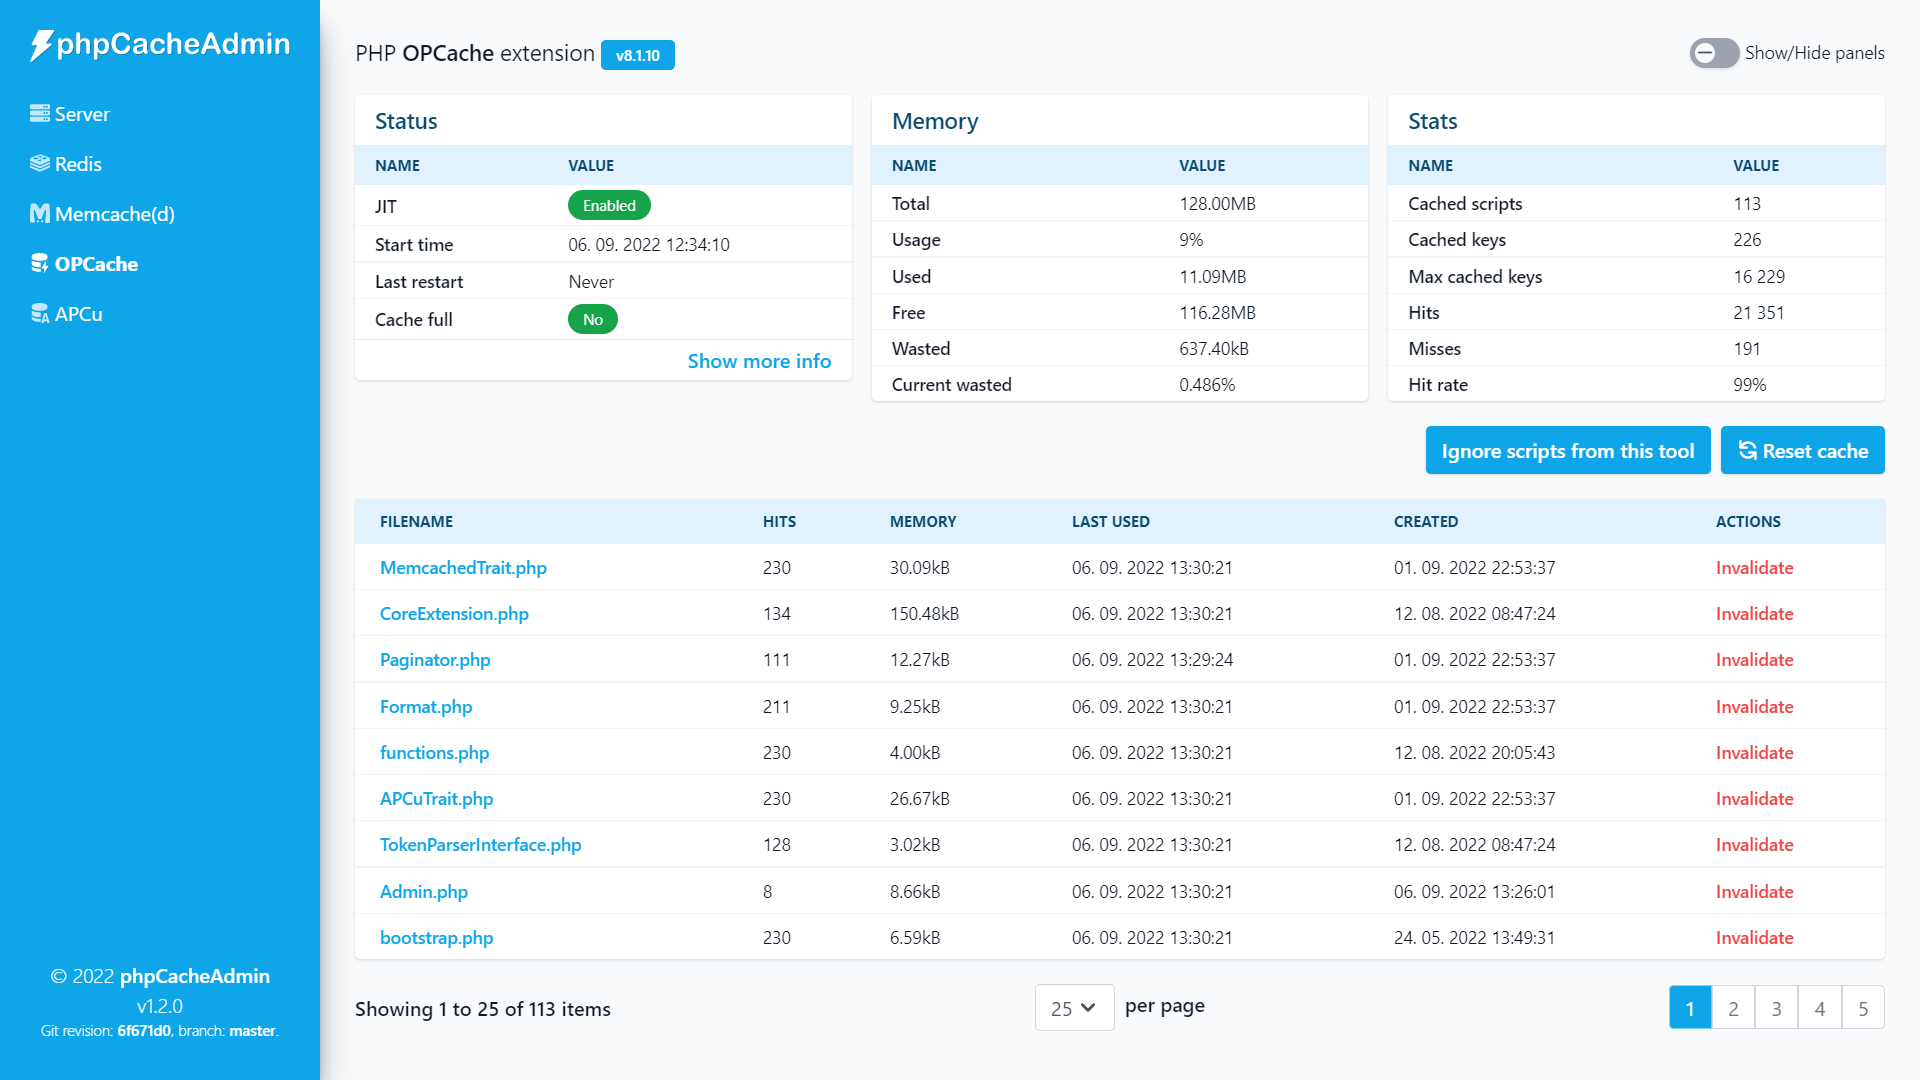 phpCacheAdmin
Server
Redis
Memcache(d)
OPCache
APCu
© 2022 phpCacheAdmin
v1.2.0
Git revision: 6f671d0, branch: master.
PHP OPCache extension v8.1.10
Show/Hide panels
Status
NAME VALUE
JIT Enabled
Start time 06. 09. 2022 12:34:10
Last restart Never
Cache full No
Show more info
Memory
NAME VALUE
Total 128.00MB
Usage 9%
Used 11.09MB
Free 116.28MB
Wasted 637.40kB
Current wasted 0.486%
Stats
NAME VALUE
Cached scripts 113
Cached keys 226
Max cached keys 16 229
Hits 21 351
Misses 191
Hit rate 99%
Ignore scripts from this tool Reset cache
FILENAME HITS MEMORY LAST USED CREATED ACTIONS
MemcachedTrait.php 230 30.09kB 06. 09. 2022 13:30:21 01. 09. 2022 22:53:37 Invalidate
CoreExtension.php 134 150.48kB 06. 09. 2022 13:30:21 12. 08. 2022 08:47:24 Invalidate
Paginator.php 111 12.27kB 06. 09. 2022 13:29:24 01. 09. 2022 22:53:37 Invalidate
Format.php 211 9.25kB 06. 09. 2022 13:30:21 01. 09. 2022 22:53:37 Invalidate
functions.php 230 4.00kB 06. 09. 2022 13:30:21 12. 08. 2022 20:05:43 Invalidate
APCuTrait.php 230 26.67kB 06. 09. 2022 13:30:21 01. 09. 2022 22:53:37 Invalidate
TokenParserInterface.php 128 3.02kB 06. 09. 2022 13:30:21 12. 08. 2022 08:47:24 Invalidate
Admin.php 8 8.66kB 06. 09. 2022 13:30:21 06. 09. 2022 13:26:01 Invalidate
bootstrap.php 230 6.59kB 06. 09. 2022 13:30:21 24. 05. 2022 13:49:31 Invalidate
Showing 1 to 25 of 113 items 25 per page 1 2 3 4 5